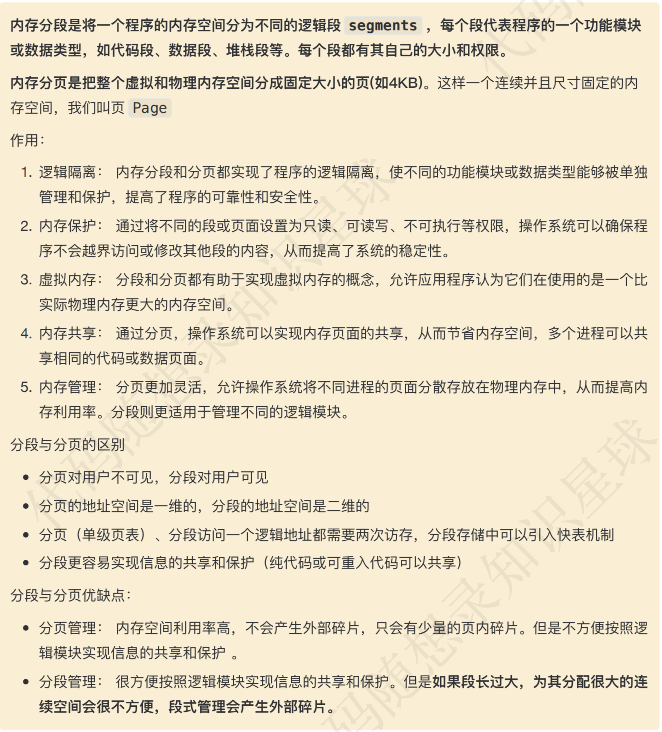 内存分段是将一个程序的内存空间分为不同的逻辑段 segments ，每个段代表程序的一个功能模块
或数据类型，如代码段、数据段、堆栈段等。每个段都有其自己的大小和权限。
内存分页是把整个虚拟和物理内存空间分成固定大小的页(如4KB)。这样一个连续并且尺寸固定的内
存空间，我们叫页 Page
作用：
1. 逻辑隔离： 内存分段和分页都实现了程序的逻辑隔离，使不同的功能模块或数据类型能够被单独
管理和保护，提高了程序的可靠性和安全性。
2. 内存保护： 通过将不同的段或页面设置为只读、可读写、不可执行等权限，操作系统可以确保程
序不会越界访问或修改其他段的内容，从而提高了系统的稳定性。
3. 虚拟内存： 分段和分页都有助于实现虚拟内存的概念，允许应用程序认为它们在使用的是一个比
实际物理内存更大的内存空间。
4. 内存共享： 通过分页，操作系统可以实现内存页面的共享，从而节省内存空间，多个进程可以共
享相同的代码或数据页面。
5. 内存管理： 分页更加灵活，允许操作系统将不同进程的页面分散存放在物理内存中，从而提高内
存利用率。分段则更适用于管理不同的逻辑模块。
分段与分页的区别
• 分页对用户不可见，分段对用户可见
• 分页的地址空间是一维的，分段的地址空间是二维的
• 分页（单级页表）、分段访问一个逻辑地址都需要两次访存，分段存储中可以引入快表机制
• 分段更容易实现信息的共享和保护（纯代码或可重入代码可以共享）
分段与分页优缺点：
• 分页管理： 内存空间利用率高，不会产生外部碎片，只会有少量的页内碎片。但是不方便按照逻
辑模块实现信息的共享和保护 。
• 分段管理： 很方便按照逻辑模块实现信息的共享和保护。但是如果段长过大，为其分配很大的连
续空间会很不方便，段式管理会产生外部碎片。
代码随想录知识星球
代码随想录知识星球